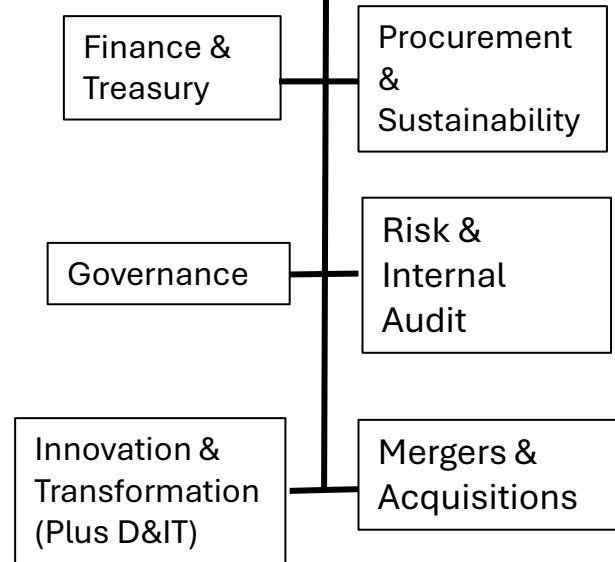 Finance &
Treasury
Procurement
&
Sustainability
Governance
Risk &
Internal
Audit
Innovation &
Transformation
(Plus D&IT)
Mergers &
Acquisitions